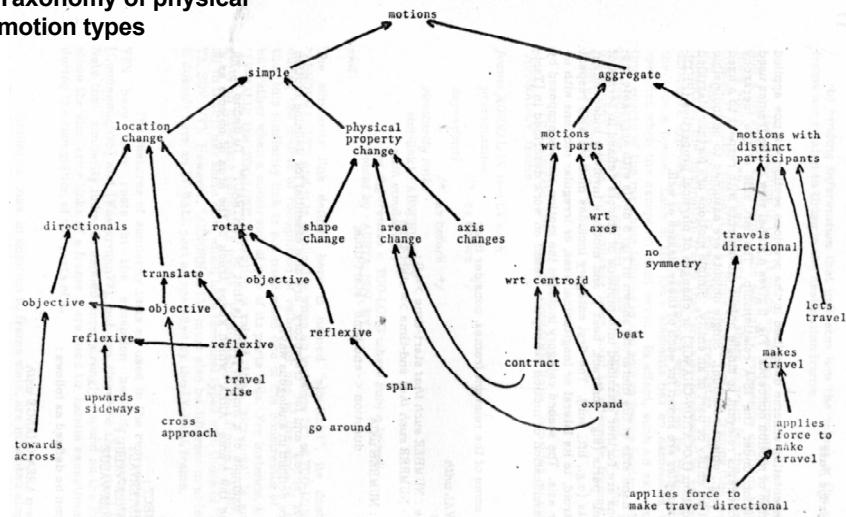 Taxonomy of physical
motion types
motions
simple
aggregate
location
change
physical
property
change
motions
wrt parts
motions with
distinct
participants
directionals
rotate
shape
change
area
change
axis
changes
wrt
axes
travels
directional
no
symmetry
translate
objective
wrt centroid
objective
objective
lets
travel
reflexive
reflexive
reflexive
beat
contract
makes
travel
travel
rise
spin
upwards
sideways
expand
cross
approach
go around
applies
force to
make
travel
towards
across
applies force to
make travel directional